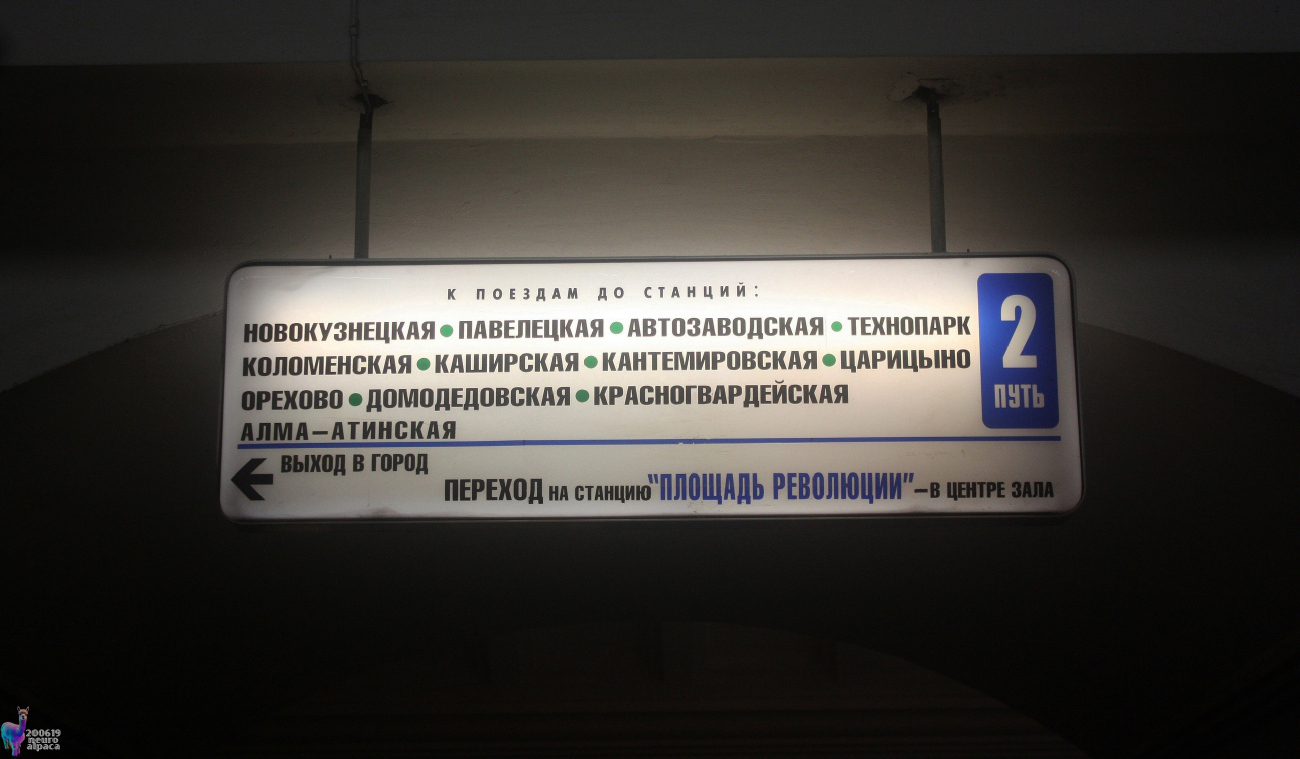 К ПОЕЗДАМ ДО СТАНЦИЙ:
НОВОКУЗНЕЦКАЯ • ПАВЕЛЕЦКАЯ • АВТОЗАВОДСКАЯ • ТЕХНОПАРК
КОЛОМЕНСКАЯ • КАШИРСКАЯ • КАНТЕМИРОВСКАЯ • ЦАРИЦЫНО
ОРЕХОВО • ДОМОДЕДОВСКАЯ • КРАСНОГВАРДЕЙСКАЯ
АЛМА–АТИНСКАЯ
2
ПУТЬ
ВЫХОД В ГОРОД
ПЕРЕХОД НА СТАНЦИЮ "ПЛОЩАДЬ РЕВОЛЮЦИИ" – В ЦЕНТРЕ ЗАЛА
200619
neuro
alpaca